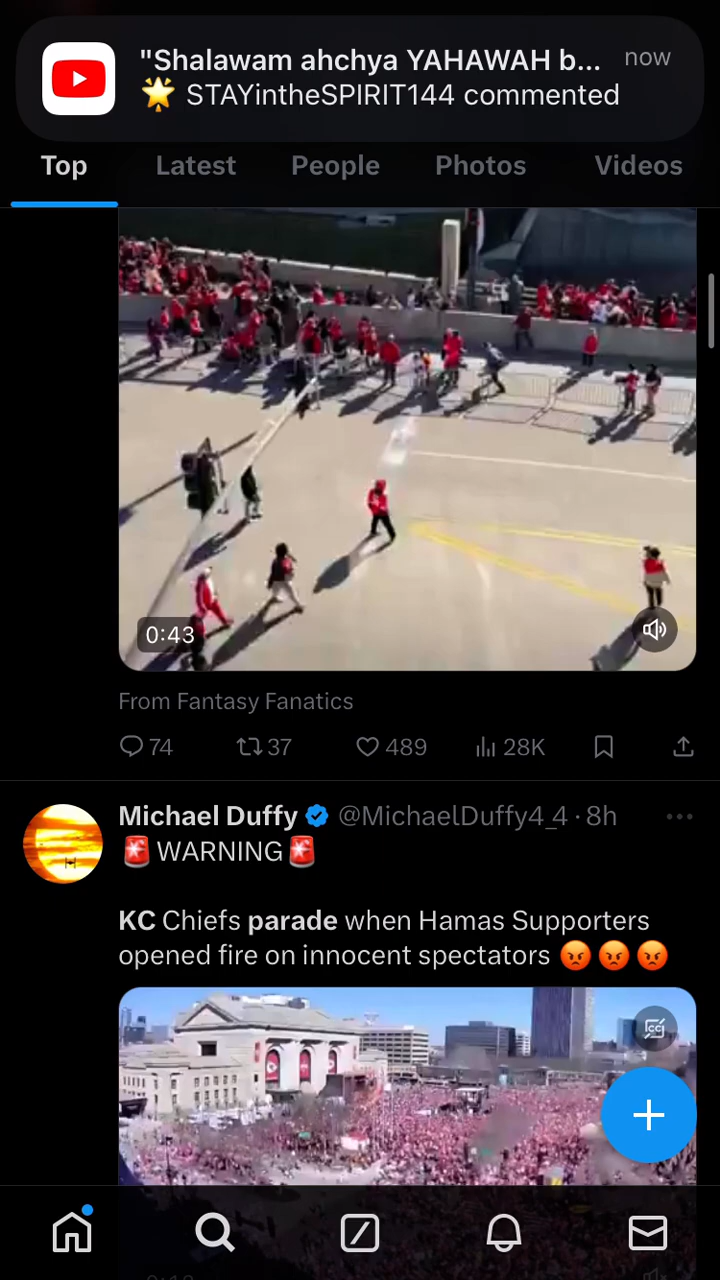 "Shalawam ahchya YAHAWAH b... now
🌟 STAYintheSPIRIT144 commented
Top Latest People Photos Videos
0:43
From Fantasy Fanatics
74 37 489 28K
Michael Duffy @MichaelDuffy4_4 · 8h
🚨 WARNING 🚨
KC Chiefs parade when Hamas Supporters
opened fire on innocent spectators 😡 😡 😡
CC